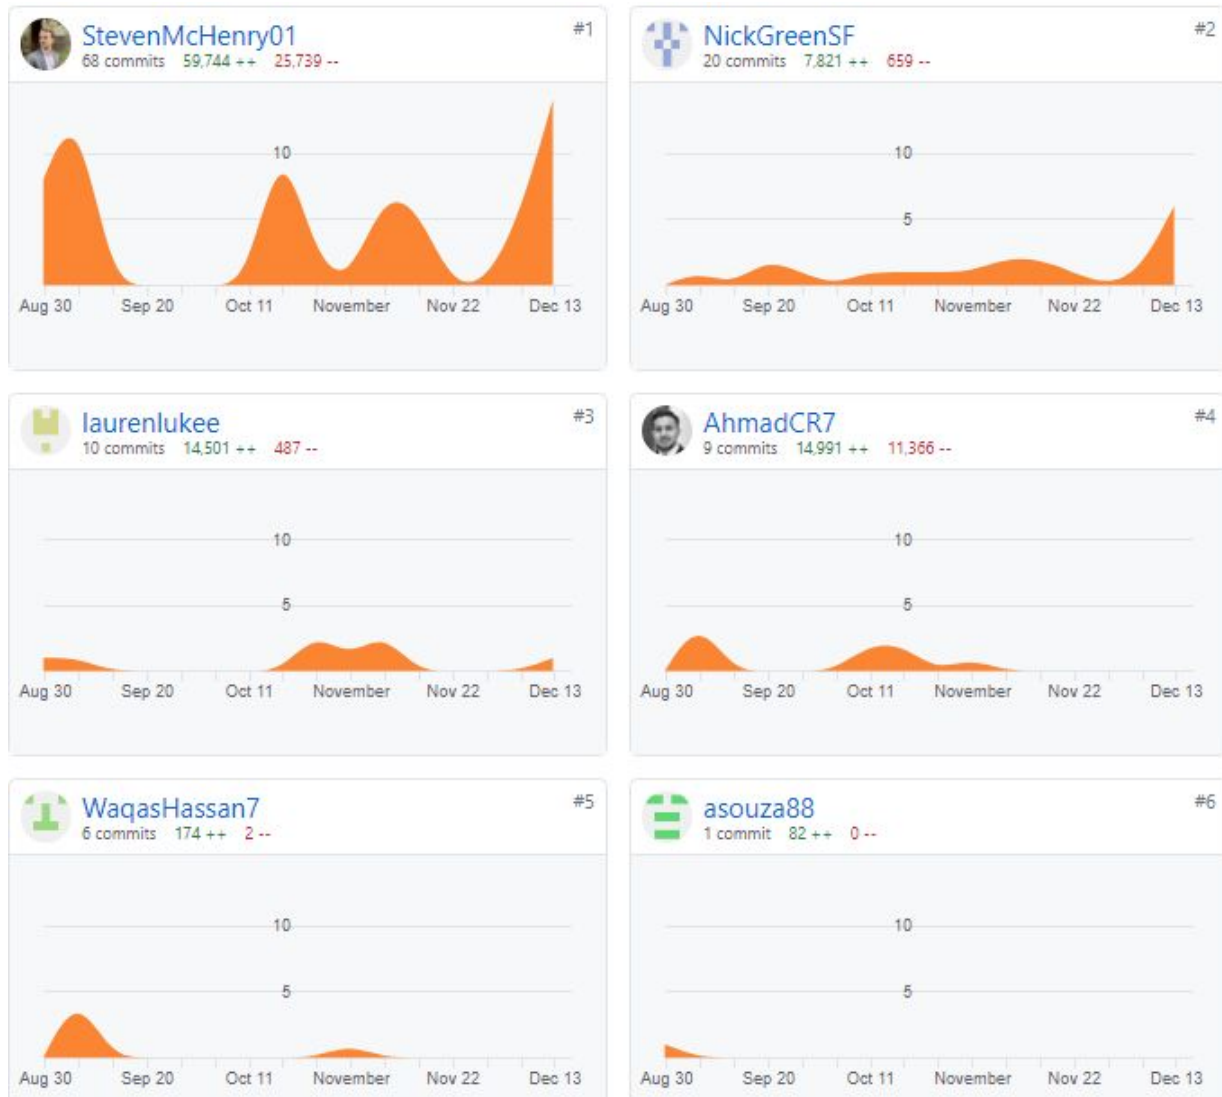 StevenMcHenry01 #1
68 commits 59,744 ++ 25,739 --
10
Aug 30 Sep 20 Oct 11 November Nov 22 Dec 13
NickGreenSF #2
20 commits 7,821 ++ 659 --
10
5
Aug 30 Sep 20 Oct 11 November Nov 22 Dec 13
laurenlukee #3
10 commits 14,501 ++ 487 --
10
5
Aug 30 Sep 20 Oct 11 November Nov 22 Dec 13
AhmadCR7 #4
9 commits 14,991 ++ 11,366 --
10
5
Aug 30 Sep 20 Oct 11 November Nov 22 Dec 13
WaqasHassan7 #5
6 commits 174 ++ 2 --
10
5
Aug 30 Sep 20 Oct 11 November Nov 22 Dec 13
asouza88 #6
1 commit 82 ++ 0 --
10
5
Aug 30 Sep 20 Oct 11 November Nov 22 Dec 13